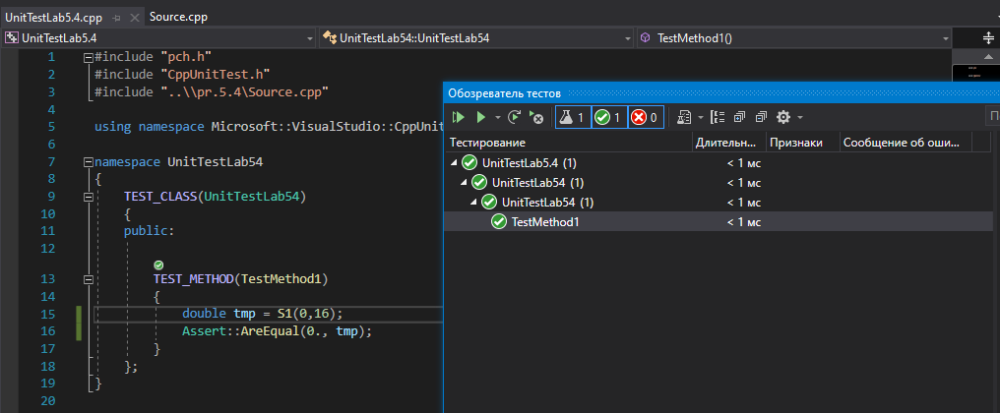 UnitTestLab5.4.cpp
Source.cpp
UnitTestLab5.4
UnitTestLab54::UnitTestLab54
TestMethod1()
1 #include "pch.h"
2 #include "CppUnitTest.h"
3 #include "..\\pr.5.4\Source.cpp"
4
5 using namespace Microsoft::VisualStudio::CppUnit
6
7 namespace UnitTestLab54
8 {
9 TEST_CLASS(UnitTestLab54)
10 {
11 public:
12
13 TEST_METHOD(TestMethod1)
14 {
15 double tmp = S1(0,16);
16 Assert::AreEqual(0., tmp);
17 }
18 };
19 }
20
Обозреватель тестов
1 1 0
Тестирование Длительн... Признаки Сообщение об оши...
UnitTestLab5.4 (1) < 1 мс
UnitTestLab54 (1) < 1 мс
UnitTestLab54 (1) < 1 мс
TestMethod1 < 1 мс